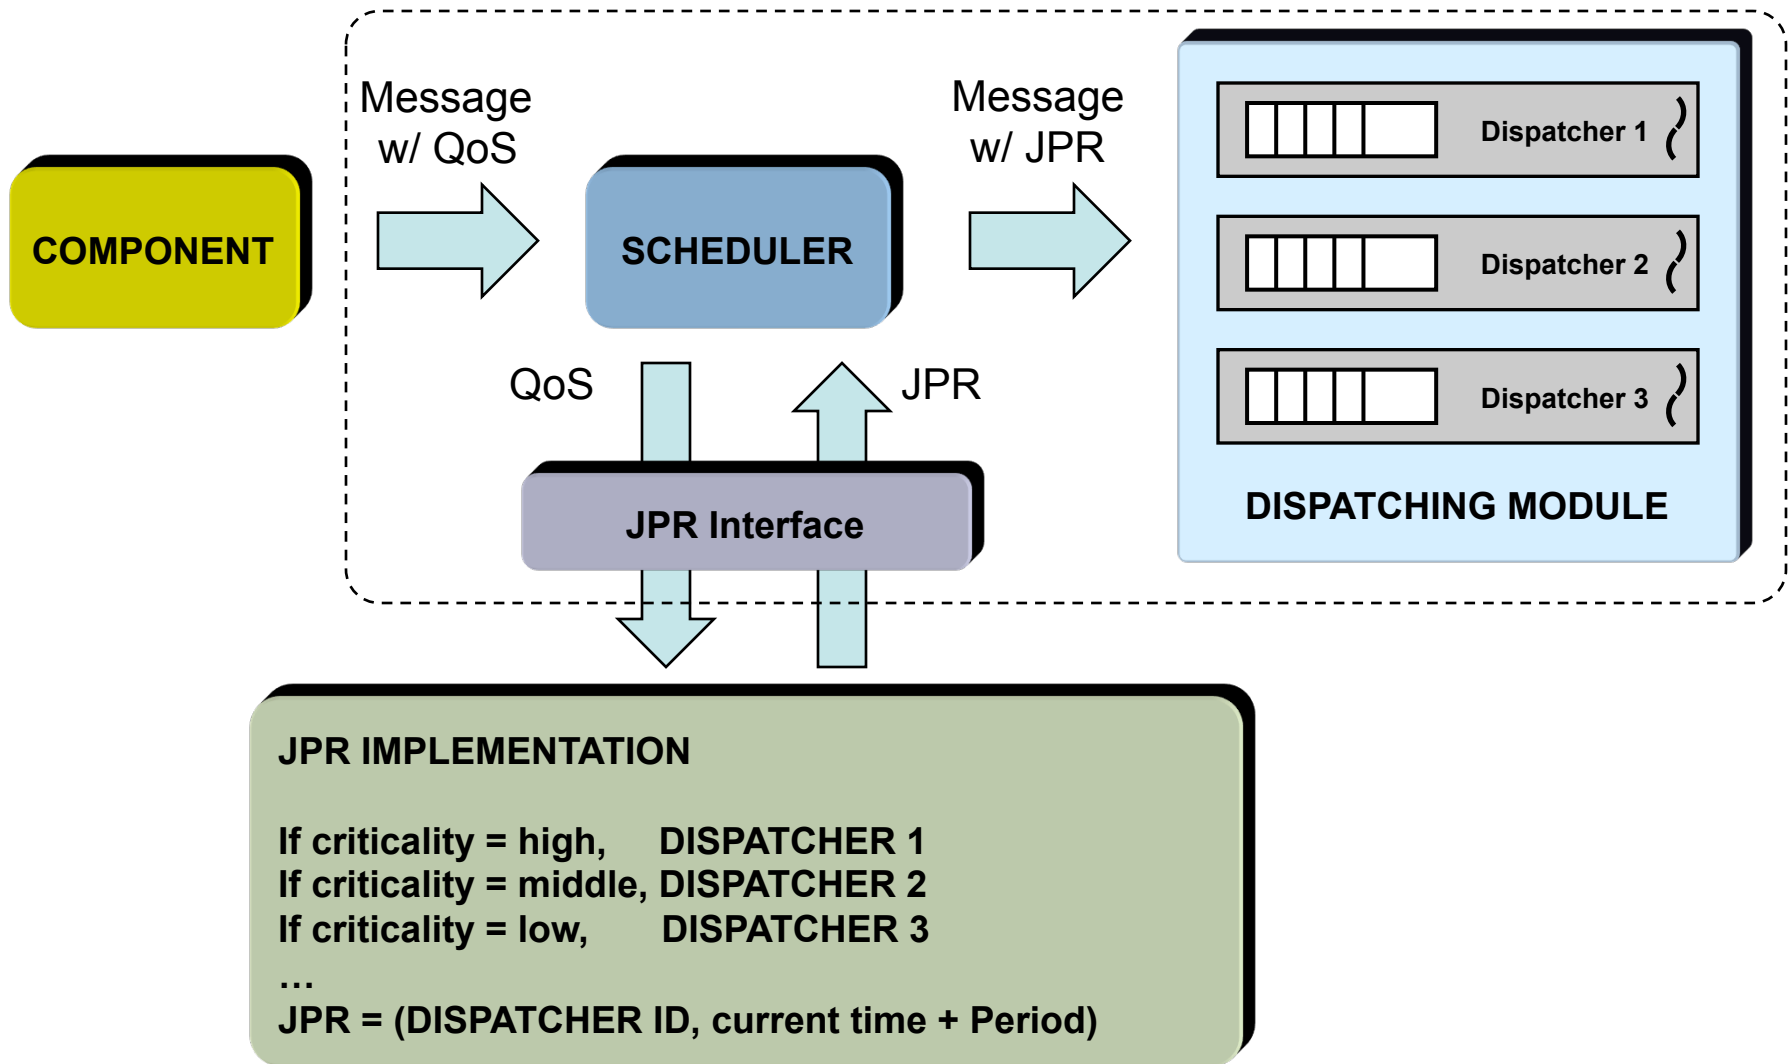 Message
w/ QoS
Message
w/ JPR
COMPONENT
SCHEDULER
Dispatcher 1
Dispatcher 2
Dispatcher 3
DISPATCHING MODULE
QoS
JPR
JPR Interface
JPR IMPLEMENTATION
If criticality = high, DISPATCHER 1
If criticality = middle, DISPATCHER 2
If criticality = low, DISPATCHER 3
…
JPR = (DISPATCHER ID, current time + Period)